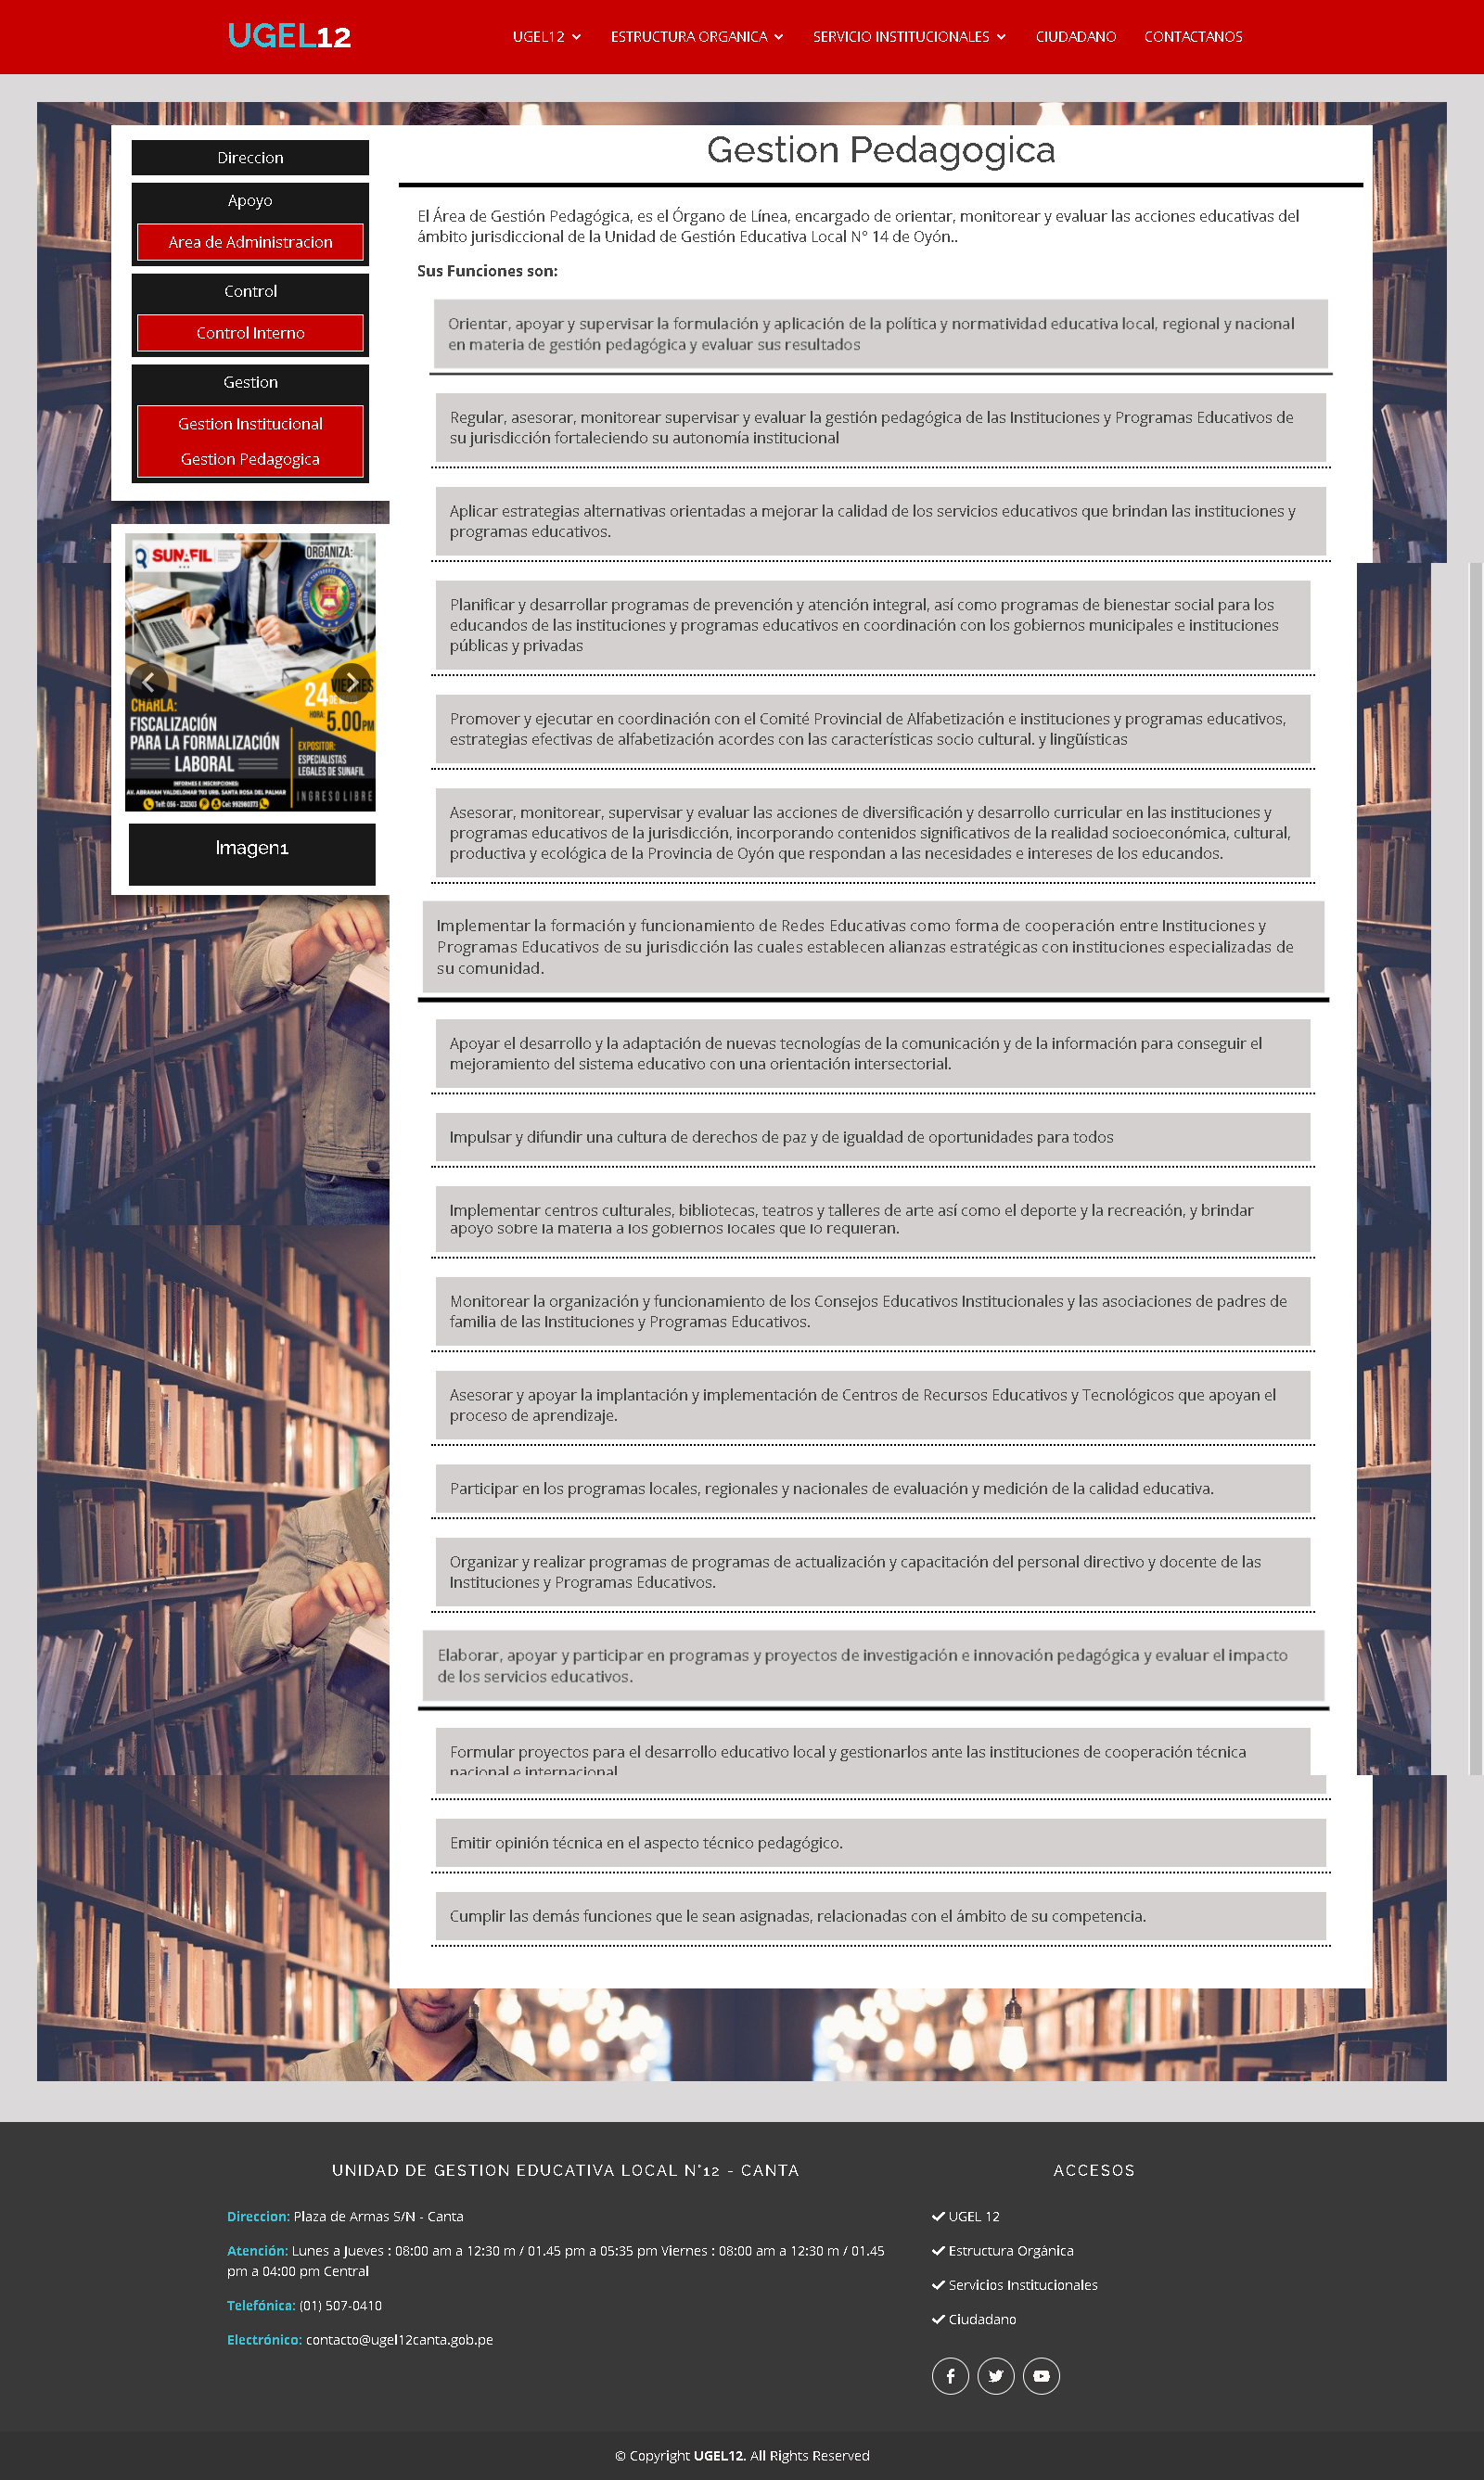 UGEL12
UGEL12 ESTRUCTURA ORGANICA SERVICIO INSTITUCIONALES CIUDADANO CONTACTANOS
Direccion
Apoyo
Area de Administracion
Control
Control Interno
Gestion
Gestion Institucional
Gestion Pedagogica
SUNAFIL
ORGANIZA:
24 VIERNES
HORA: 5.00PM
CHARLA:
FISCALIZACIÓN
PARA LA FORMALIZACIÓN
LABORAL
EXPOSITOR:
ESPECIALISTAS
LEGALES DE SUNAFIL
INFORMES E INSCRIPCIONES:
AV. ABRAHAM VALDELOMAR 703 URB. SANTA ROSA DEL PALMAR
INGRESO LIBRE
Imagen1
Gestion Pedagogica
El Área de Gestión Pedagógica, es el Órgano de Línea, encargado de orientar, monitorear y evaluar las acciones educativas del
ámbito jurisdiccional de la Unidad de Gestión Educativa Local Nº 14 de Oyón..
Sus Funciones son:
Orientar, apoyar y supervisar la formulación y aplicación de la política y normatividad educativa local, regional y nacional
en materia de gestión pedagógica y evaluar sus resultados
Regular, asesorar, monitorear supervisar y evaluar la gestión pedagógica de las Instituciones y Programas Educativos de
su jurisdicción fortaleciendo su autonomía institucional
Aplicar estrategias alternativas orientadas a mejorar la calidad de los servicios educativos que brindan las instituciones y
programas educativos.
Planificar y desarrollar programas de prevención y atención integral, así como programas de bienestar social para los
educandos de las instituciones y programas educativos en coordinación con los gobiernos municipales e instituciones
públicas y privadas
Promover y ejecutar en coordinación con el Comité Provincial de Alfabetización e instituciones y programas educativos,
estrategias efectivas de alfabetización acordes con las características socio cultural. y lingüísticas
Asesorar, monitorear, supervisar y evaluar las acciones de diversificación y desarrollo curricular en las instituciones y
programas educativos de la jurisdicción, incorporando contenidos significativos de la realidad socioeconómica, cultural,
productiva y ecológica de la Provincia de Oyón que respondan a las necesidades e intereses de los educandos.
Implementar la formación y funcionamiento de Redes Educativas como forma de cooperación entre Instituciones y
Programas Educativos de su jurisdicción las cuales establecen alianzas estratégicas con instituciones especializadas de
su comunidad.
Apoyar el desarrollo y la adaptación de nuevas tecnologías de la comunicación y de la información para conseguir el
mejoramiento del sistema educativo con una orientación intersectorial.
Impulsar y difundir una cultura de derechos de paz y de igualdad de oportunidades para todos
Implementar centros culturales, bibliotecas, teatros y talleres de arte así como el deporte y la recreación, y brindar
apoyo sobre la materia a los gobiernos locales que lo requieran.
Monitorear la organización y funcionamiento de los Consejos Educativos Institucionales y las asociaciones de padres de
familia de las Instituciones y Programas Educativos.
Asesorar y apoyar la implantación y implementación de Centros de Recursos Educativos y Tecnológicos que apoyan el
proceso de aprendizaje.
Participar en los programas locales, regionales y nacionales de evaluación y medición de la calidad educativa.
Organizar y realizar programas de programas de actualización y capacitación del personal directivo y docente de las
Instituciones y Programas Educativos.
Elaborar, apoyar y participar en programas y proyectos de investigación e innovación pedagógica y evaluar el impacto
de los servicios educativos.
Formular proyectos para el desarrollo educativo local y gestionarlos ante las instituciones de cooperación técnica
nacional e internacional
Emitir opinión técnica en el aspecto técnico pedagógico.
Cumplir las demás funciones que le sean asignadas, relacionadas con el ámbito de su competencia.
UNIDAD DE GESTION EDUCATIVA LOCAL N°12 - CANTA
Direccion: Plaza de Armas S/N - Canta
Atención: Lunes a Jueves : 08:00 am a 12:30 m / 01.45 pm a 05:35 pm Viernes : 08:00 am a 12:30 m / 01.45
pm a 04:00 pm Central
Telefónica: (01) 507-0410
Electrónico: contacto@ugel12canta.gob.pe
ACCESOS
UGEL 12
Estructura Orgánica
Servicios Institucionales
Ciudadano
© Copyright UGEL12. All Rights Reserved